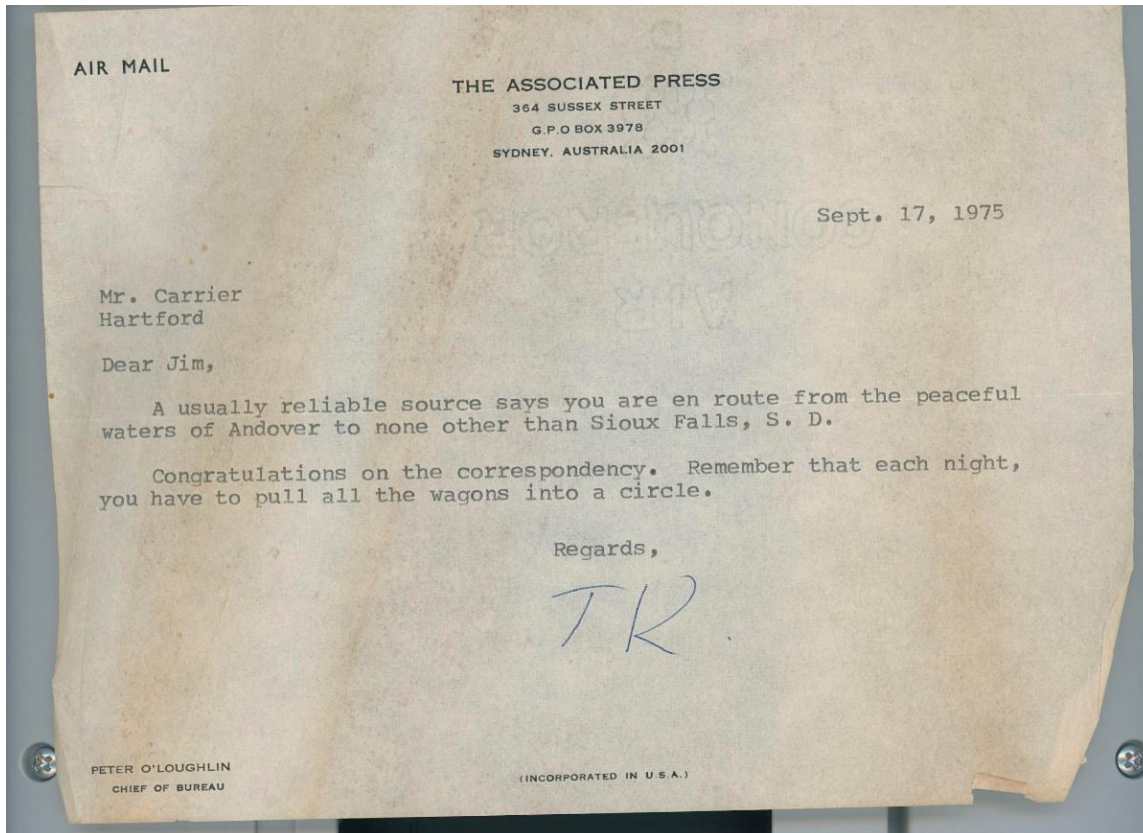 AIR MAIL
THE ASSOCIATED PRESS
364 SUSSEX STREET
G.P.O BOX 3978
SYDNEY, AUSTRALIA 2001
Sept. 17, 1975
Mr. Carrier
Hartford
Dear Jim,
A usually reliable source says you are en route from the peaceful
waters of Andover to none other than Sioux Falls, S. D.
Congratulations on the correspondency. Remember that each night,
you have to pull all the wagons into a circle.
Regards,
TR
PETER O'LOUGHLIN
CHIEF OF BUREAU
(INCORPORATED IN U.S.A.)